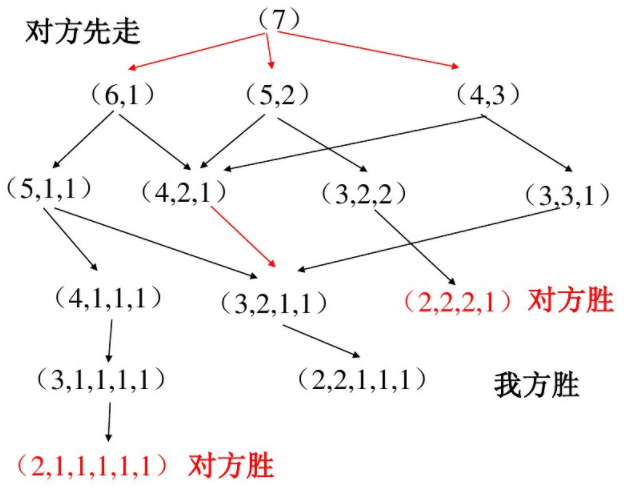 对方先走
(7)
(6,1) (5,2) (4,3)
(5,1,1) (4,2,1) (3,2,2) (3,3,1)
(4,1,1,1) (3,2,1,1) (2,2,2,1) 对方胜
(3,1,1,1,1) (2,2,1,1,1) 我方胜
(2,1,1,1,1,1) 对方胜